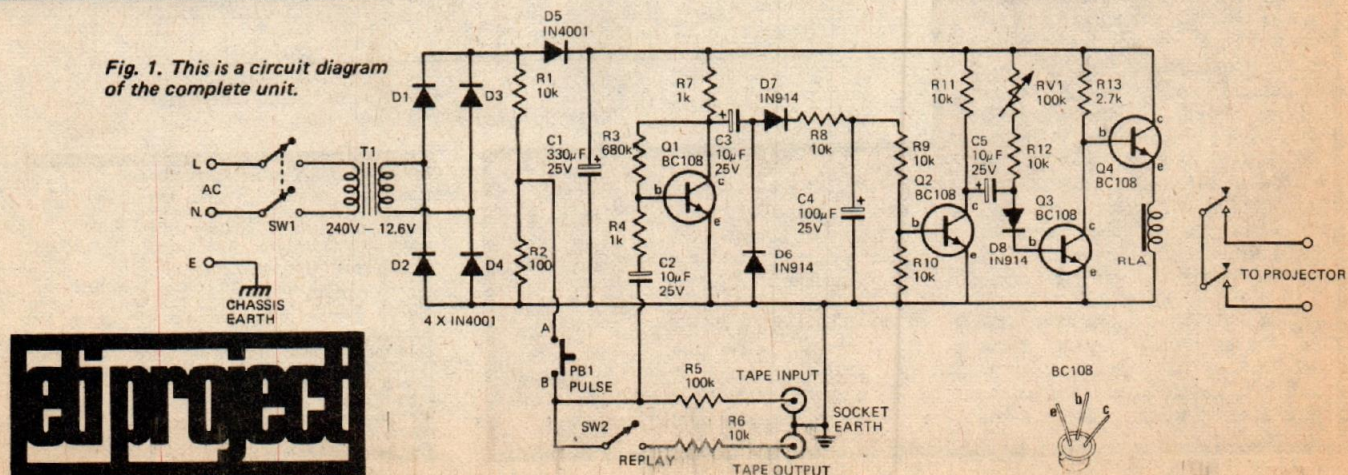 Fig. 1. This is a circuit diagram
of the complete unit.
L
AC
N
E
SW1
CHASSIS
EARTH
T1
240V – 12.6V
D1
D2
D3
D4
4 X IN4001
R1
10k
R2
100
D5
IN4001
C1
330µF
25V
R3
680k
R4
1k
C2
10µF
25V
Q1
BC108
b
c
e
R7
1k
C3
10µF
25V
D7
IN914
D6
IN914
R8
10k
C4
100µF
25V
R9
10k
R10
10k
Q2
BC108
b
c
e
R11
10k
C5
10µF
25V
RV1
100k
R12
10k
D8
IN914
Q3
BC108
b
c
e
R13
2.7k
Q4
BC108
b
c
e
RLA
TO PROJECTOR
A
B
PB1
PULSE
SW2
REPLAY
R5
100k
R6
10k
TAPE INPUT
TAPE OUTPUT
SOCKET
EARTH
BC108
e
b
c
eti project